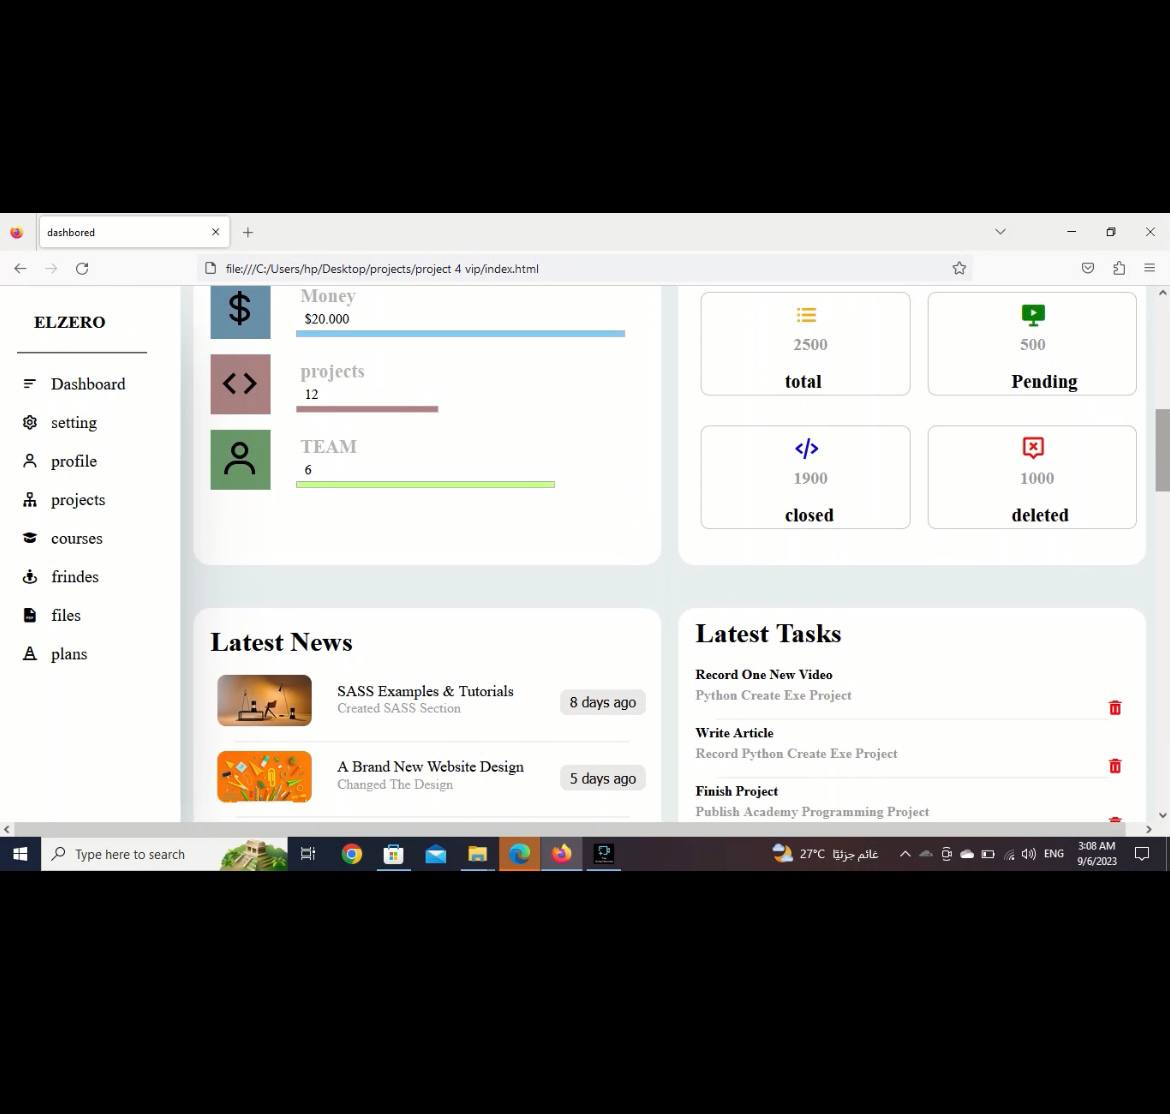 dashbored
file:///C:/Users/hp/Desktop/projects/project 4 vip/index.html
ELZERO
Dashboard
setting
profile
projects
courses
frindes
files
plans
Money
$20.000
projects
12
TEAM
6
2500
total
500
Pending
1900
closed
1000
deleted
Latest News
SASS Examples & Tutorials
Created SASS Section
8 days ago
A Brand New Website Design
Changed The Design
5 days ago
Latest Tasks
Record One New Video
Python Create Exe Project
Write Article
Record Python Create Exe Project
Finish Project
Publish Academy Programming Project
Type here to search
27°C غائم جزئيًا
ENG
3:08 AM
9/6/2023